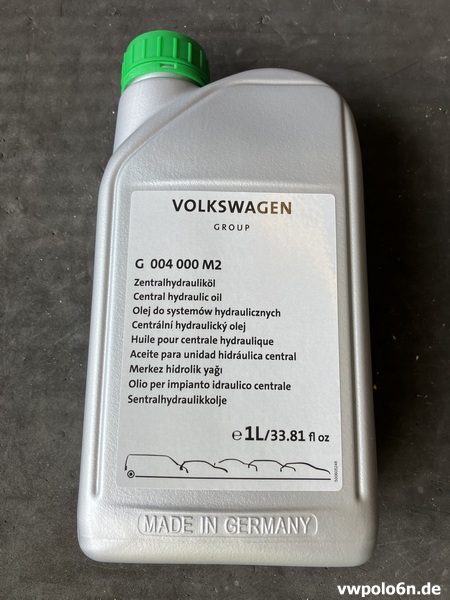 VOLKSWAGEN
GROUP
G 004 000 M2
Zentralhydrauliköl
Central hydraulic oil
Olej do systemów hydraulicznych
Centrální hydraulický olej
Huile pour centrale hydraulique
Aceite para unidad hidráulica central
Merkez hidrolik yağı
Olio per impianto idraulico centrale
Sentralhydraulikkolje
℮ 1L/33.81 fl oz
MADE IN GERMANY
vwpolo6n.de